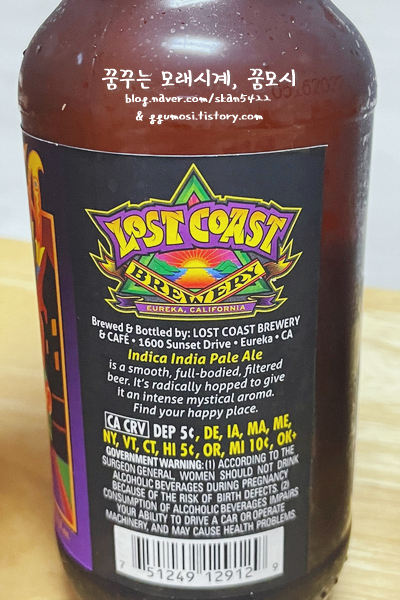 꿈꾸는 모래시계, 꿈모시
blog.naver.com/skan5422
& ggumosi.tistory.com
LOST COAST
BREWERY
EUREKA, CALIFORNIA
Brewed & Bottled by: LOST COAST BREWERY
& CAFÉ • 1600 Sunset Drive • Eureka • CA
Indica India Pale Ale
is a smooth, full-bodied, filtered
beer. It's radically hopped to give
it an intense mystical aroma.
Find your happy place.
CA CRV DEP 5¢, DE, IA, MA, ME,
NY, VT, CT, HI 5¢, OR, MI 10¢, OK+
GOVERNMENT WARNING: (1) ACCORDING TO THE
SURGEON GENERAL, WOMEN SHOULD NOT DRINK
ALCOHOLIC BEVERAGES DURING PREGNANCY
BECAUSE OF THE RISK OF BIRTH DEFECTS. (2)
CONSUMPTION OF ALCOHOLIC BEVERAGES IMPAIRS
YOUR ABILITY TO DRIVE A CAR OR OPERATE
MACHINERY, AND MAY CAUSE HEALTH PROBLEMS.
7 51249 12912 9